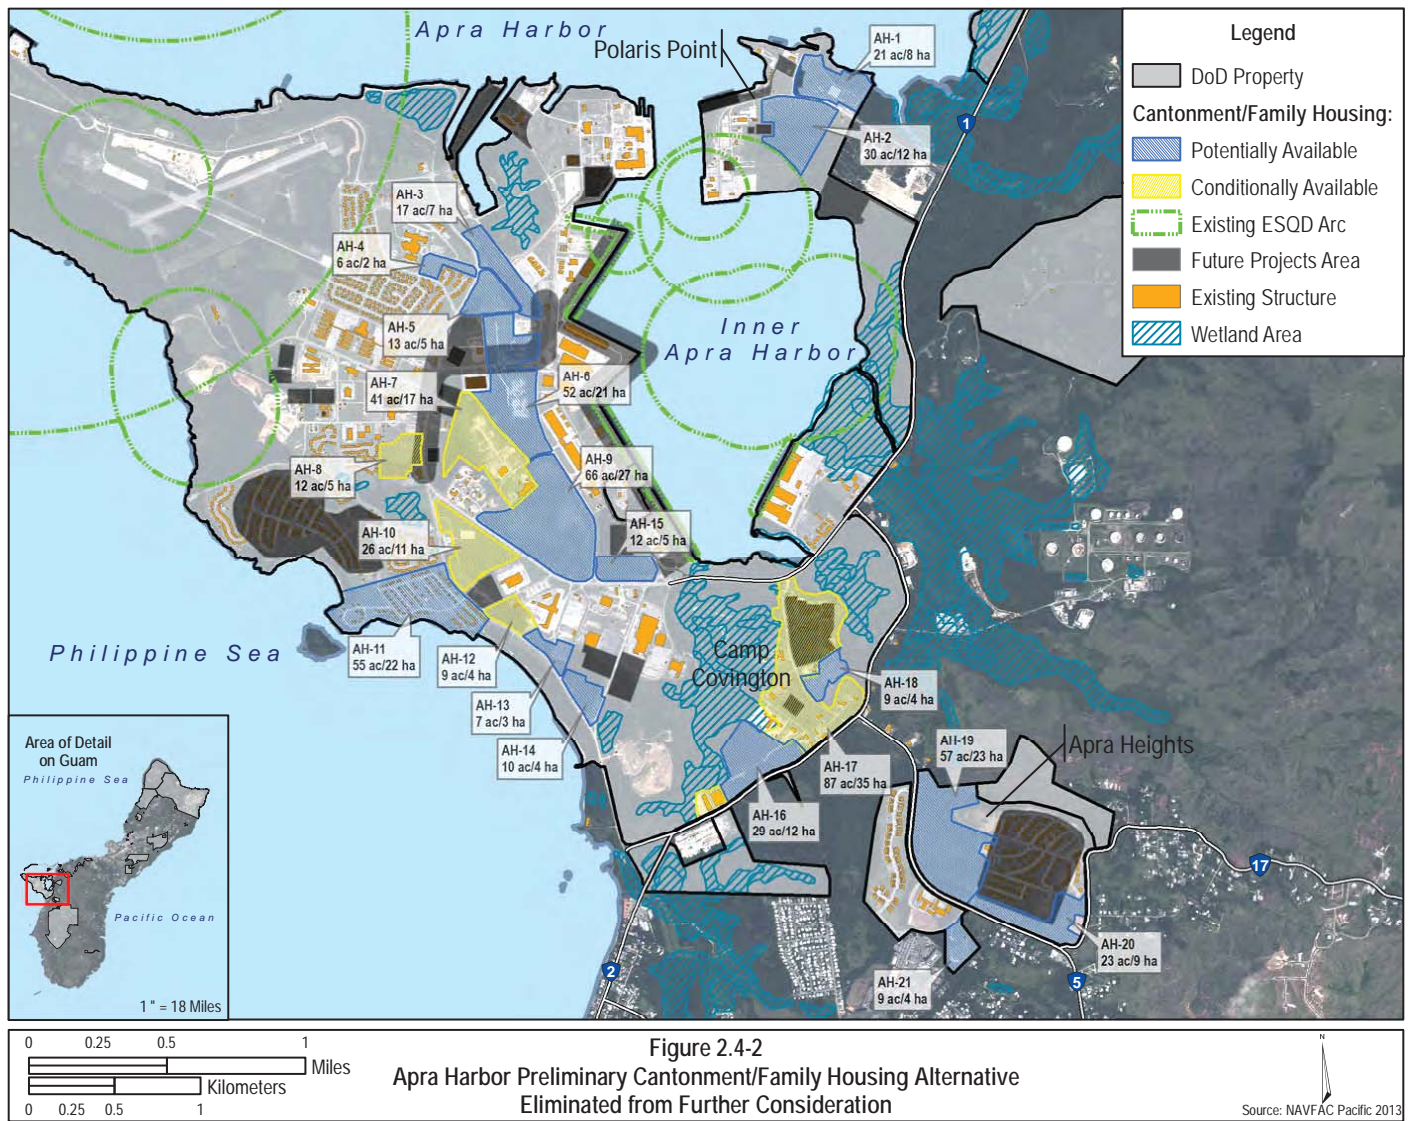 Apra Harbor
Polaris Point
AH-1
21 ac/8 ha
AH-2
30 ac/12 ha
1
Legend
DoD Property
Cantonment/Family Housing:
Potentially Available
Conditionally Available
Existing ESQD Arc
Future Projects Area
Existing Structure
Wetland Area
AH-3
17 ac/7 ha
AH-4
6 ac/2 ha
AH-5
13 ac/5 ha
Inner
Apra Harbor
AH-7
41 ac/17 ha
AH-6
52 ac/21 ha
AH-8
12 ac/5 ha
AH-9
66 ac/27 ha
AH-10
26 ac/11 ha
AH-15
12 ac/5 ha
Philippine Sea
AH-11
55 ac/22 ha
AH-12
9 ac/4 ha
Camp
Covington
AH-18
9 ac/4 ha
AH-13
7 ac/3 ha
AH-14
10 ac/4 ha
AH-19
57 ac/23 ha
Apra Heights
AH-17
87 ac/35 ha
AH-16
29 ac/12 ha
17
AH-20
23 ac/9 ha
AH-21
9 ac/4 ha
2
5
Area of Detail
on Guam
Philippine Sea
Pacific Ocean
1 " = 18 Miles
0 0.25 0.5 1
Miles
Kilometers
0 0.25 0.5 1
Figure 2.4-2
Apra Harbor Preliminary Cantonment/Family Housing Alternative
Eliminated from Further Consideration
N
Source: NAVFAC Pacific 2013